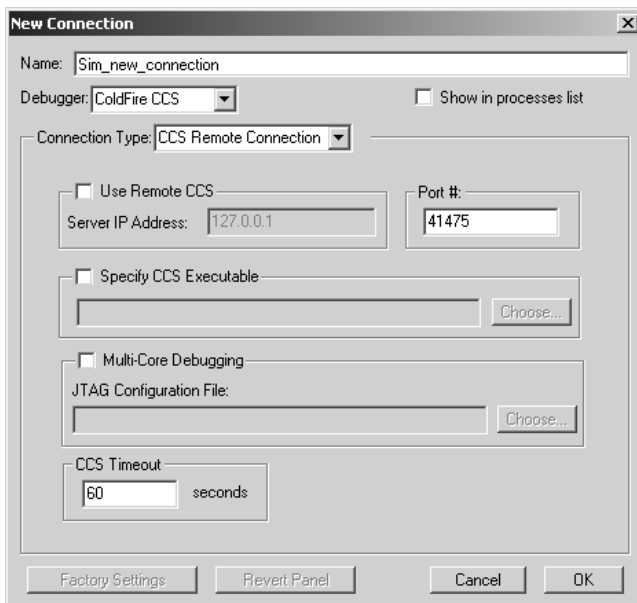 New Connection
Name: Sim_new_connection
Debugger: ColdFire CCS Show in processes list
Connection Type: CCS Remote Connection
Use Remote CCS Port #:
Server IP Address: 127.0.0.1 41475
Specify CCS Executable
Choose...
Multi-Core Debugging
JTAG Configuration File:
Choose...
CCS Timeout
60 seconds
Factory Settings Revert Panel Cancel OK